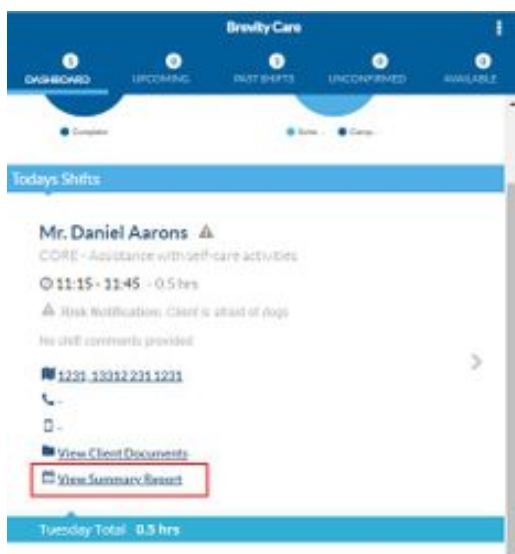 Brevity Care
DASHBOARD UPCOMING PAST SHIFTS UNCONFIRMED AVAILABLE
Complete
Todays Shifts
Mr. Daniel Aarons
CORE - Assistance with self-care activities
11:15 - 11:45 - 0.5 hrs
Risk Notification: Client is afraid of dogs
No shift comments provided
1231, 13312 231 1231
-
-
View Client Documents
View Summary Report
Tuesday Total 0.5 hrs